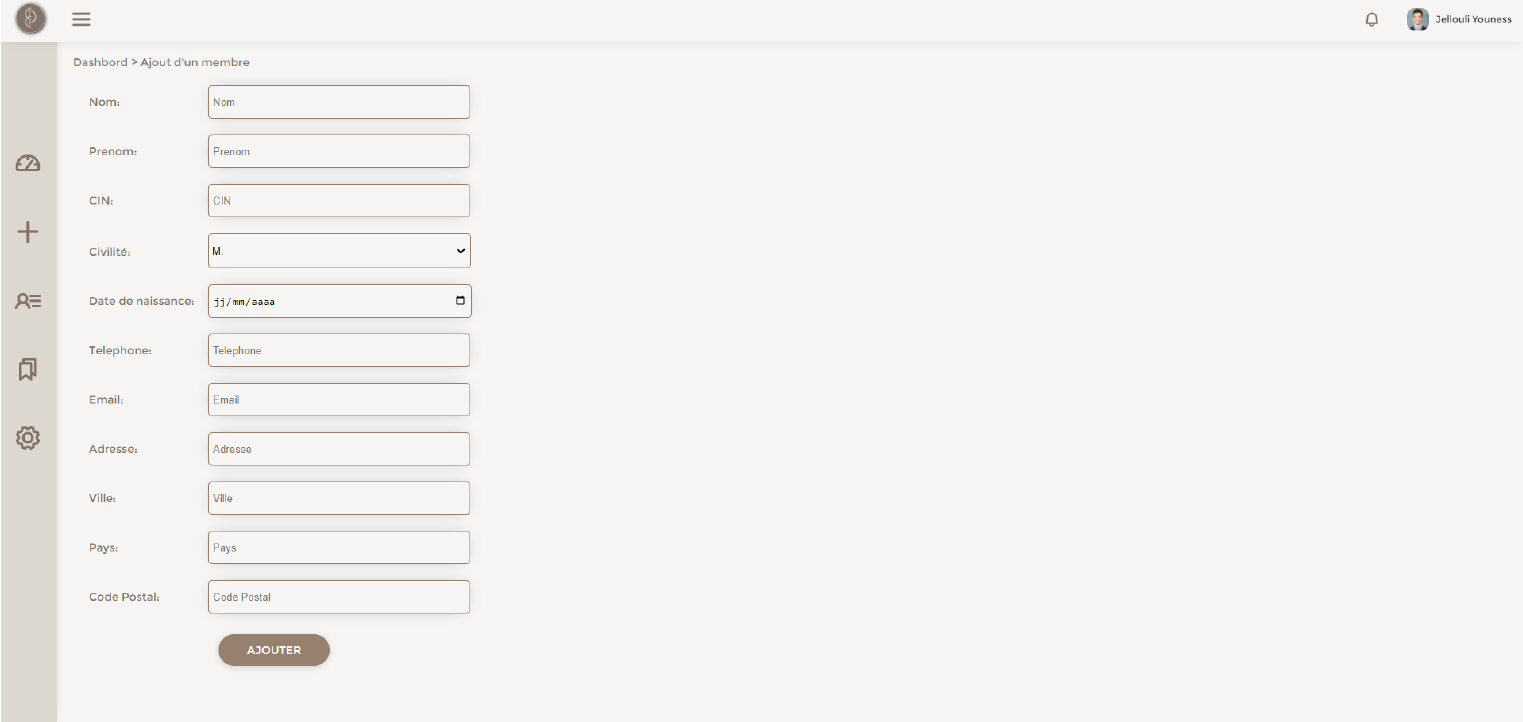 Jellouli Youness
Dashbord > Ajout d'un membre
Nom: Nom
Prenom: Prenom
CIN: CIN
Civilité: M.
Date de naissance: jj/mm/aaaa
Telephone: Telephone
Email: Email
Adresse: Adresse
Ville: Ville
Pays: Pays
Code Postal: Code Postal
AJOUTER